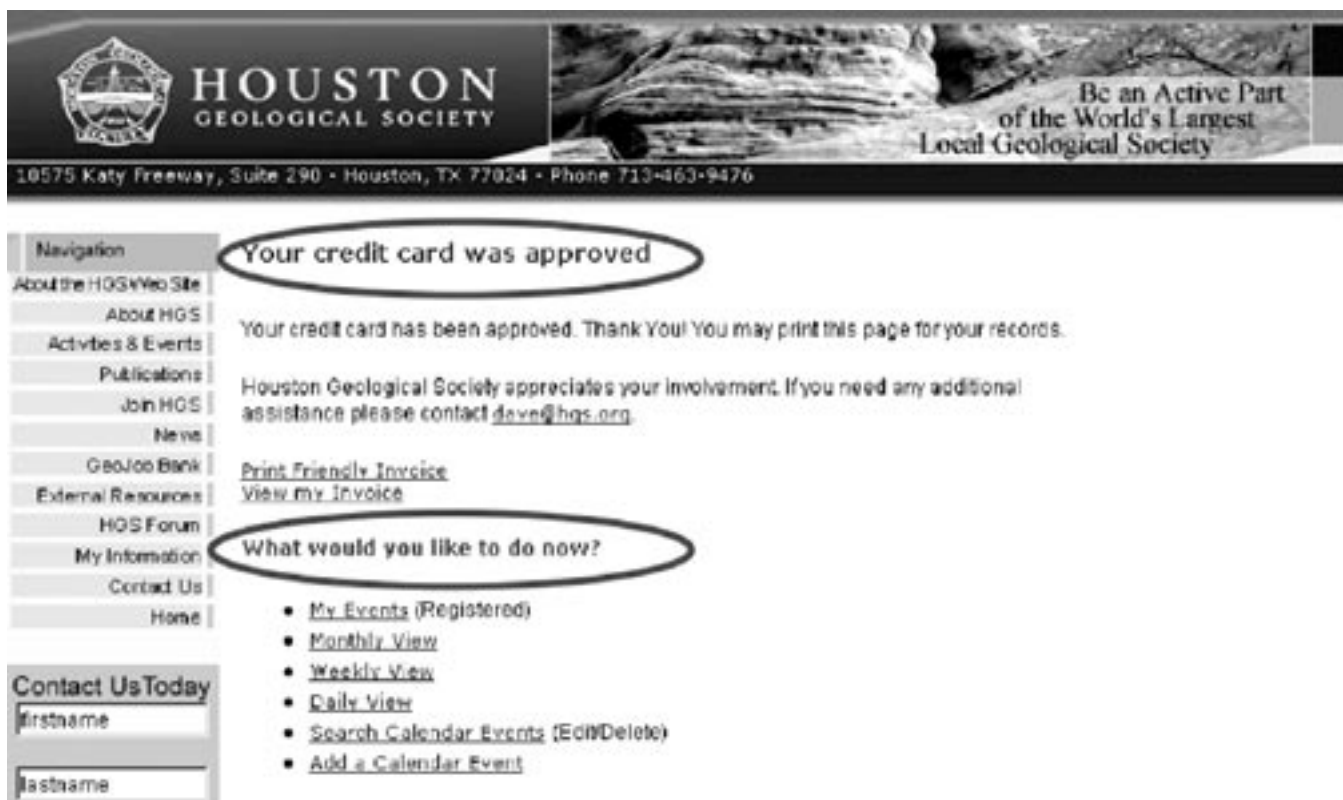 HOUSTON
GEOLOGICAL SOCIETY
Be an Active Part
of the World's Largest
Local Geological Society
10575 Katy Freeway, Suite 290 - Houston, TX 77024 - Phone 713-463-9476
Navigation
About the HGS Web Site
About HGS
Activities & Events
Publications
Join HGS
News
GeoJob Bank
External Resources
HGS Forum
My Information
Contact Us
Home
Contact UsToday
firstname
lastname
Your credit card was approved
Your credit card has been approved. Thank You! You may print this page for your records.
Houston Geological Society appreciates your involvement. If you need any additional
assistance please contact dave@hgs.org.
Print Friendly Invoice
View my Invoice
What would you like to do now?
• My Events (Registered)
• Monthly View
• Weekly View
• Daily View
• Search Calendar Events (Edit/Delete)
• Add a Calendar Event